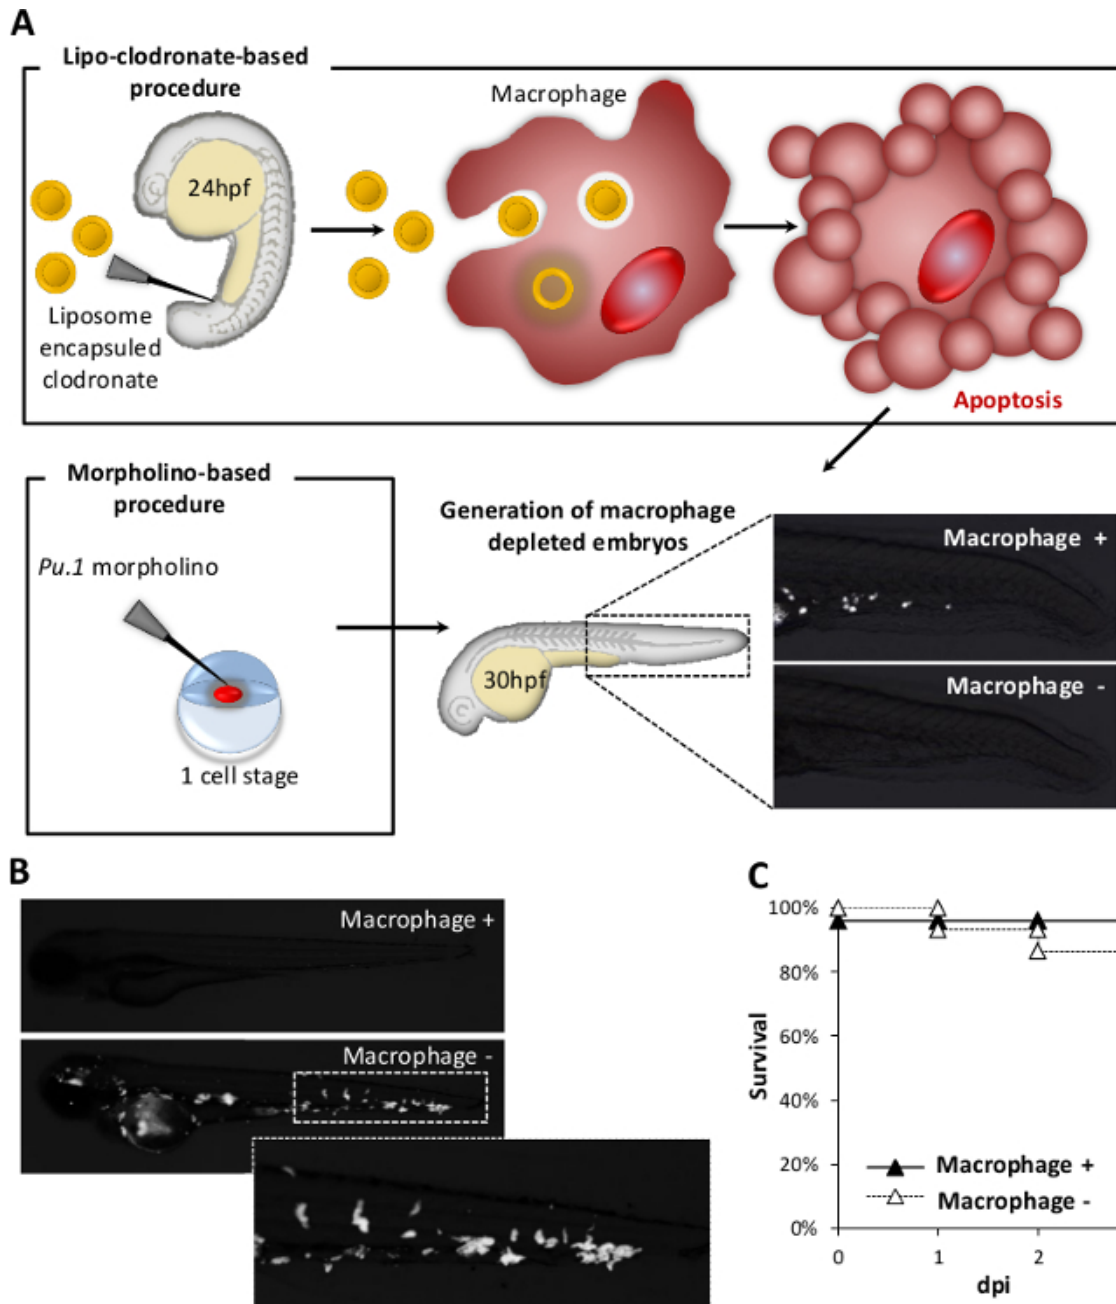 A
Lipo-clodronate-based
procedure
Macrophage
24hpf
Liposome
encapsuled
clodronate
Apoptosis
Morpholino-based
procedure
Pu.1 morpholino
1 cell stage
Generation of macrophage
depleted embryos
30hpf
Macrophage +
Macrophage -
B
Macrophage +
Macrophage -
C
100%
80%
60%
40%
20%
0%
Survival
Macrophage +
Macrophage -
0
1
2
dpi